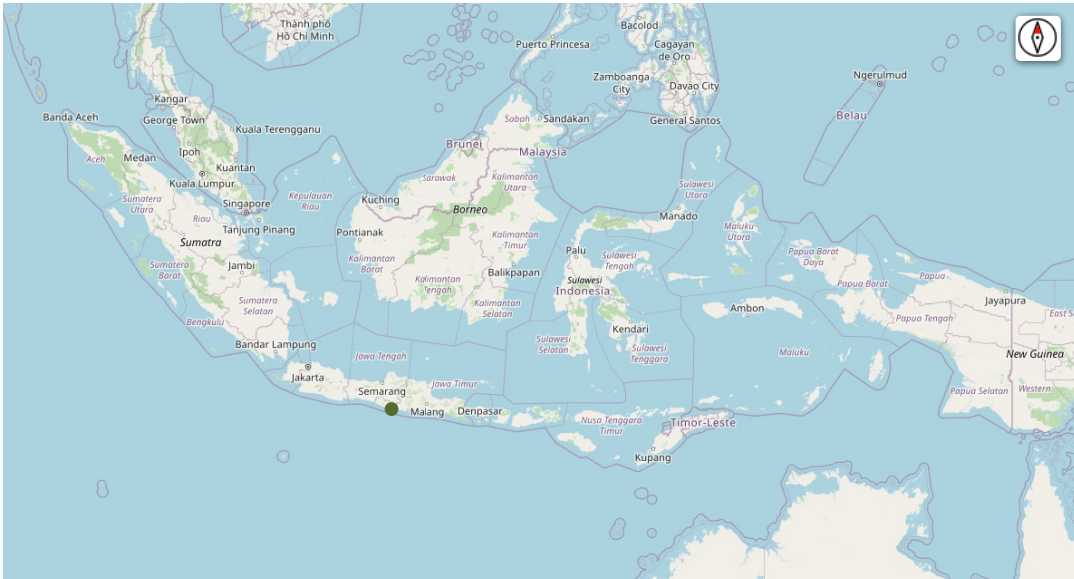 Thành phố
Hồ Chí Minh
Bacolod
Puerto Princesa
Cagayan
de Oro
Zamboanga
City
Davao City
Ngerulmud
Kangar
Banda Aceh
George Town
Kuala Terengganu
Sabah
Sandakan
General Santos
Belau
Brunei
Malaysia
Ipoh
Aceh
Medan
Kuantan
Kuala Lumpur
Sarawak
Kalimantan
Utara
Sumatera
Utara
Singapore
Kepulauan
Riau
Kuching
Borneo
Sulawesi
Utara
Manado
Riau
Tanjung Pinang
Pontianak
Kalimantan
Timur
Maluku
Utara
Sumatra
Palu
Sulawesi
Tengah
Papua Barat
Daya
Sumatera
Barat
Jambi
Kalimantan
Barat
Balikpapan
Kalimantan
Tengah
Sulawesi
Indonesia
Papua
Papua Barat
Jayapura
Sumatera
Selatan
Kalimantan
Selatan
Ambon
Bengkulu
Kendari
Papua Tengah
East S
Bandar Lampung
Sulawesi
Selatan
Sulawesi
Tenggara
Maluku
New Guinea
Jawa Tengah
Jakarta
Semarang
Jawa Timur
Papua Selatan
Western
Malang
Denpasar
Nusa Tenggara
Timur
Timor-Leste
Kupang